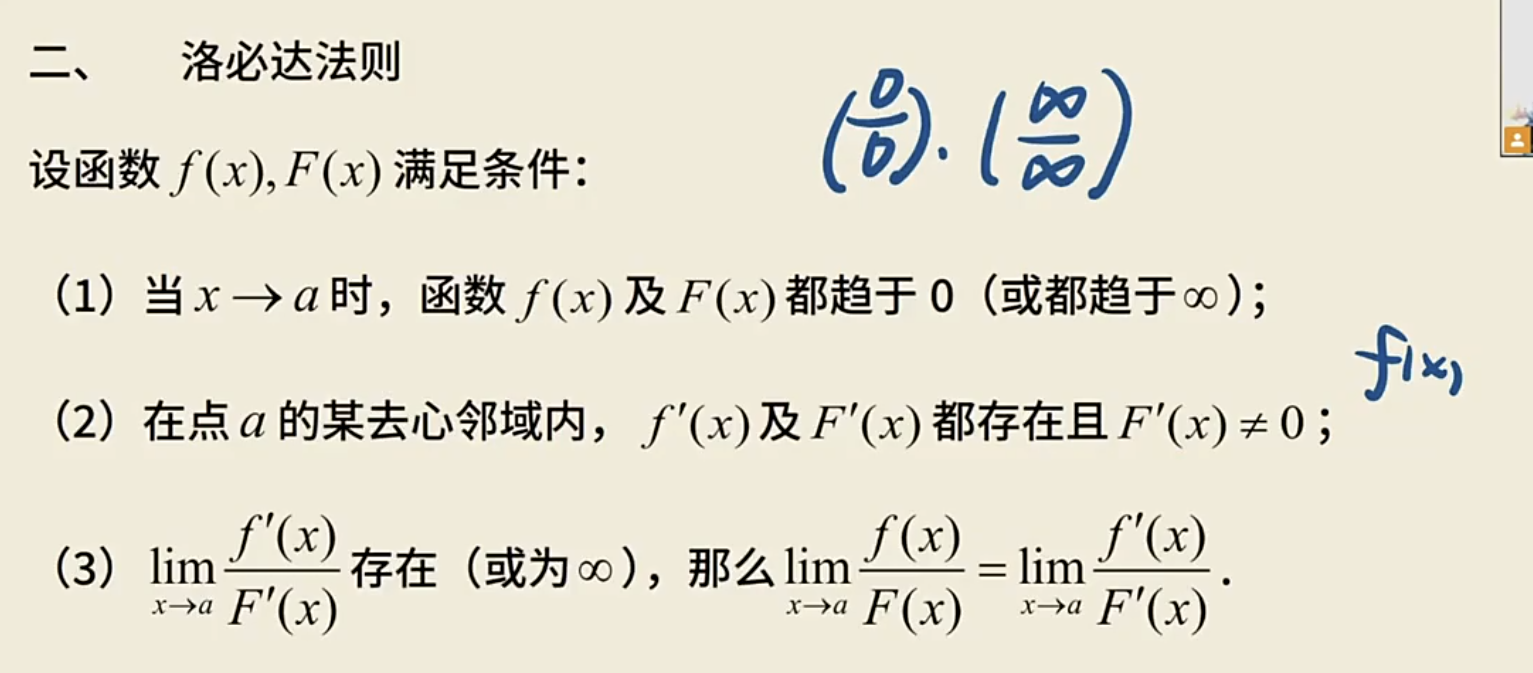 二、 洛必达法则
(0/0).(∞/∞)
设函数 f(x), F(x) 满足条件：
（1）当 x → a 时，函数 f(x) 及 F(x) 都趋于 0（或都趋于∞）；
f(x)
（2）在点 a 的某去心邻域内， f′(x) 及 F′(x) 都存在且 F′(x) ≠ 0；
（3）lim_{x→a} f′(x)/F′(x) 存在（或为∞），那么 lim_{x→a} f(x)/F(x) = lim_{x→a} f′(x)/F′(x).